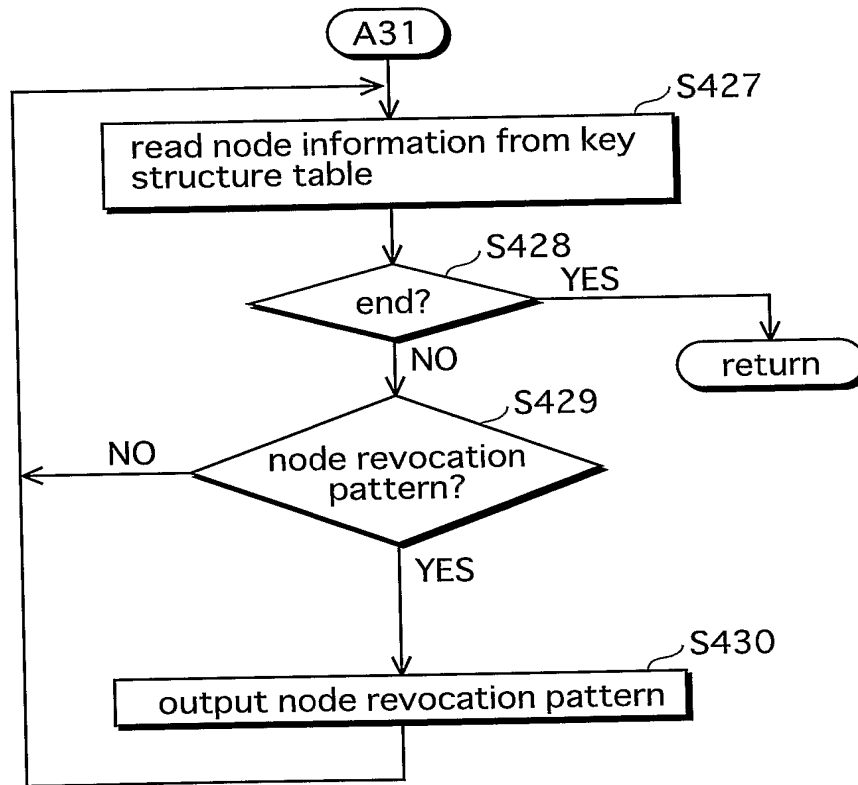 A31
S427
read node information from key
structure table
S428
end?
YES
NO
return
S429
NO
node revocation
pattern?
YES
S430
output node revocation pattern